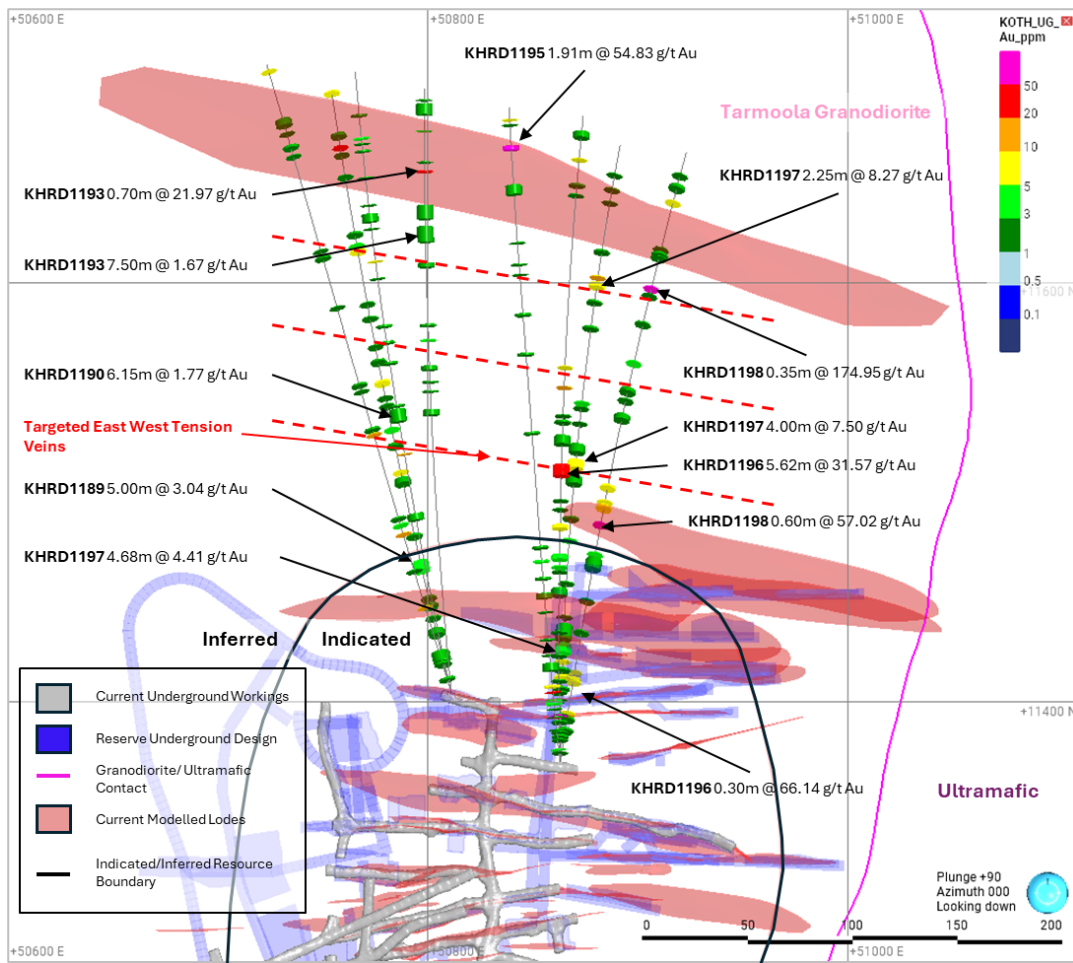 +50600 E
+50800 E
+51000 E
KOTH_UG_
Au_ppm
50
20
10
5
3
1
0.5
0.1
KHRD1195 1.91m @ 54.83 g/t Au
Tarmoola Granodiorite
KHRD1197 2.25m @ 8.27 g/t Au
KHRD1193 0.70m @ 21.97 g/t Au
KHRD1193 7.50m @ 1.67 g/t Au
+11600 N
KHRD1190 6.15m @ 1.77 g/t Au
KHRD1198 0.35m @ 174.95 g/t Au
Targeted East West Tension
Veins
KHRD1197 4.00m @ 7.50 g/t Au
KHRD1196 5.62m @ 31.57 g/t Au
KHRD1189 5.00m @ 3.04 g/t Au
KHRD1198 0.60m @ 57.02 g/t Au
KHRD1197 4.68m @ 4.41 g/t Au
Inferred
Indicated
Current Underground Workings
Reserve Underground Design
Granodiorite/ Ultramafic
Contact
Current Modelled Lodes
Indicated/Inferred Resource
Boundary
+11400 N
KHRD1196 0.30m @ 66.14 g/t Au
Ultramafic
Plunge +90
Azimuth 000
Looking down
0
50
100
150
200
+50600 E
+50800 E
+51000 E